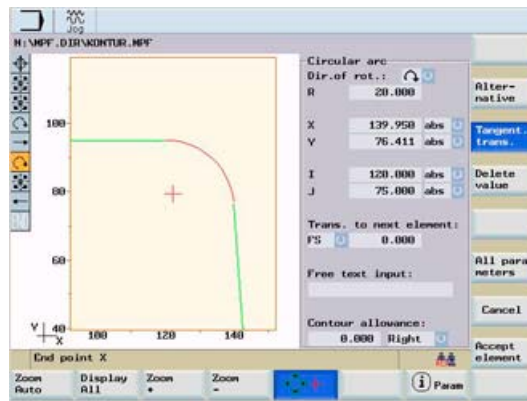 Jog
N:\MPF.DIR\KONTUR.MPF
Circular arc
Dir.of rot.:
R 20.000
X 139.950 abs
Y 76.411 abs
I 120.000 abs
J 75.000 abs
Trans. to next element:
FS 0.000
Free text input:
Contour allowance:
0.000 Right
100
80
60
40
100 120 140
Y
X
End point X
Alter-
native
Tangent.
trans.
Delete
value
All para
meters
Cancel
Accept
element
Zoom
Auto
Display
All
Zoom
+
Zoom
-
i Param